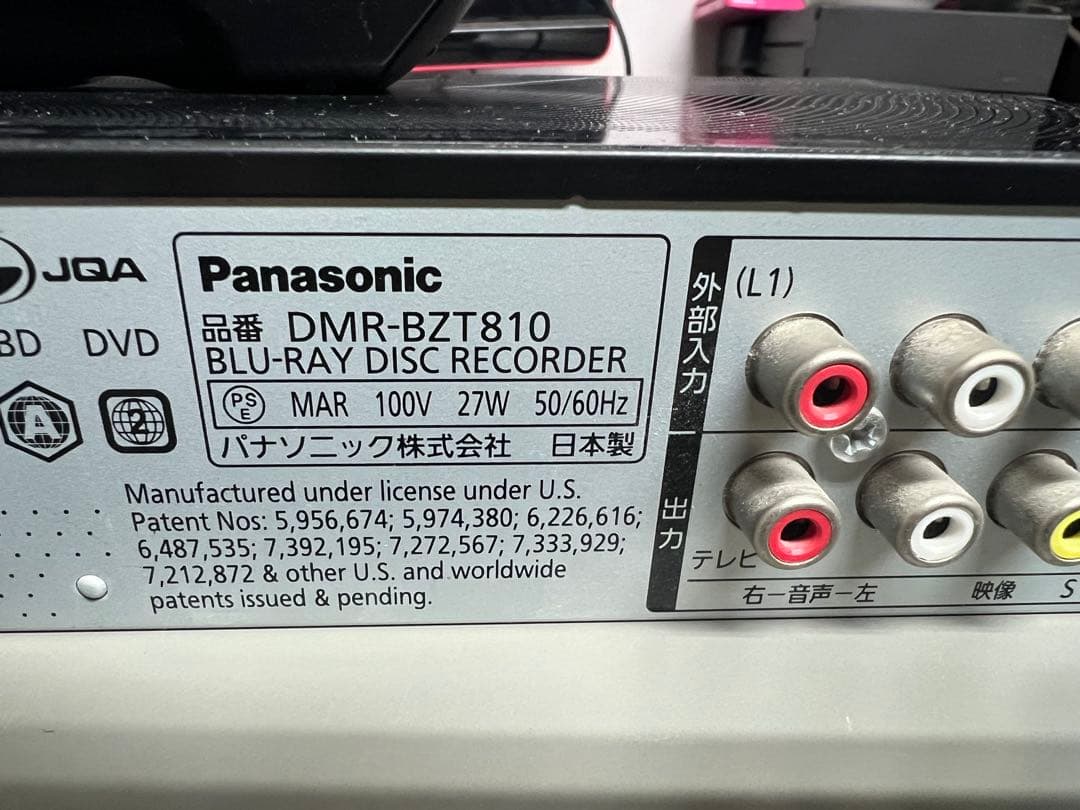 JQA
BD DVD
A
2
Panasonic
品番 DMR-BZT810
BLU-RAY DISC RECORDER
PS E MAR 100V 27W 50/60Hz
パナソニック株式会社 日本製
Manufactured under license under U.S.
Patent Nos: 5,956,674; 5,974,380; 6,226,616;
6,487,535; 7,392,195; 7,272,567; 7,333,929;
7,212,872 & other U.S. and worldwide
patents issued & pending.
外部入力 (L1)
出力
テレビ
右－音声－左 映像 S